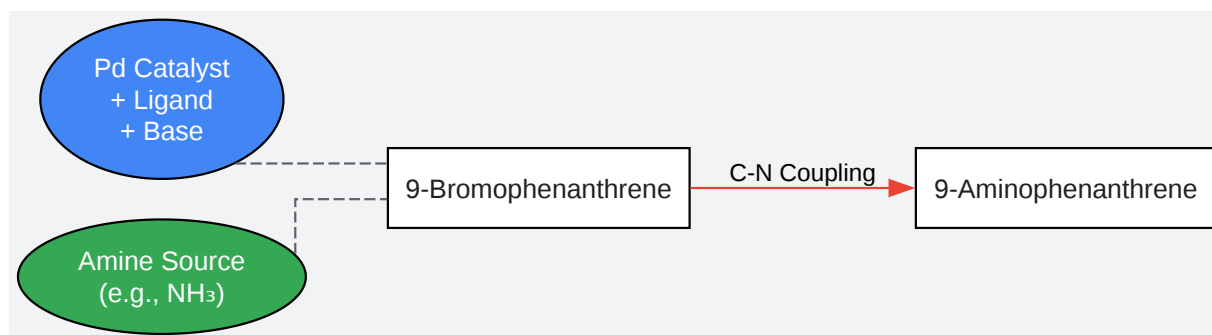 Pd Catalyst
+ Ligand
+ Base
9-Bromophenanthrene
C-N Coupling
9-Aminophenanthrene
Amine Source
(e.g., NH₃)